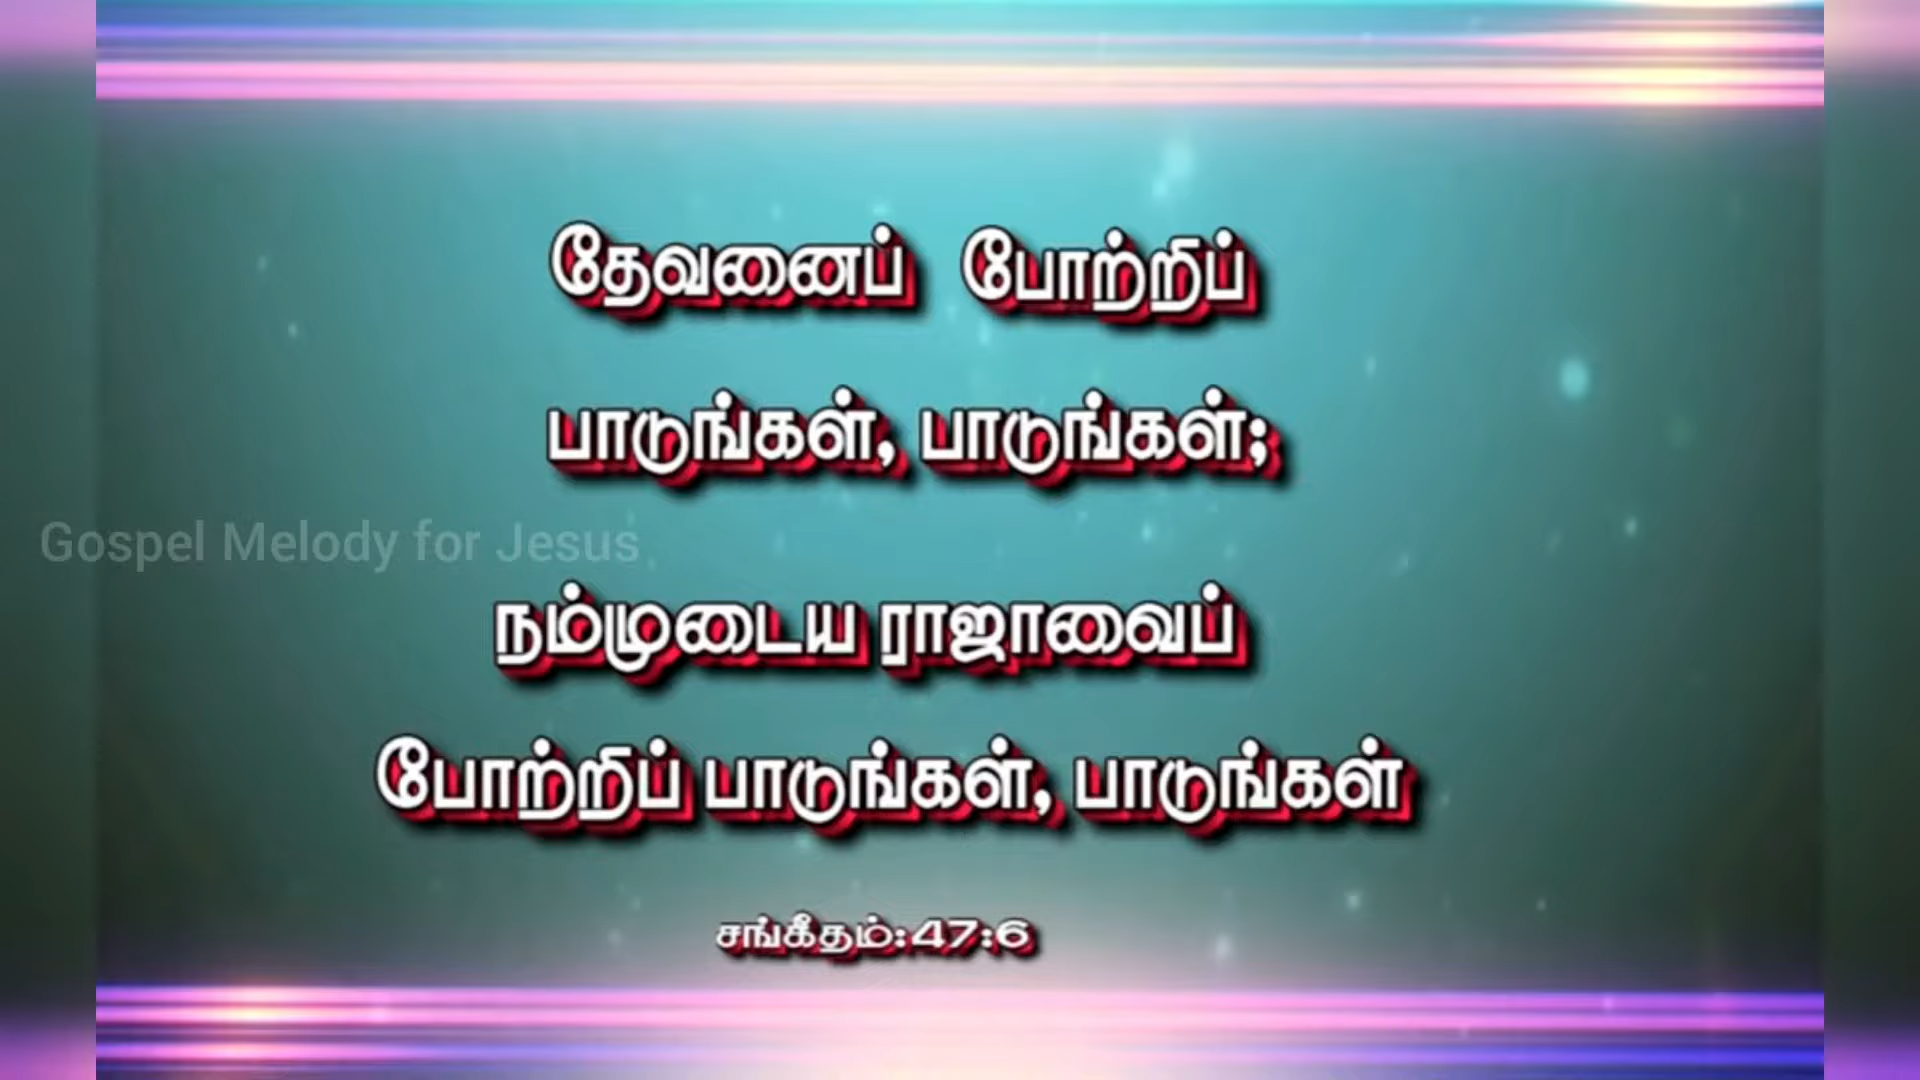 தேவனைப் போற்றிப்
பாடுங்கள், பாடுங்கள்;
Gospel Melody for Jesus
நம்முடைய ராஜாவைப்
போற்றிப் பாடுங்கள், பாடுங்கள்
சங்கீதம்:47:6